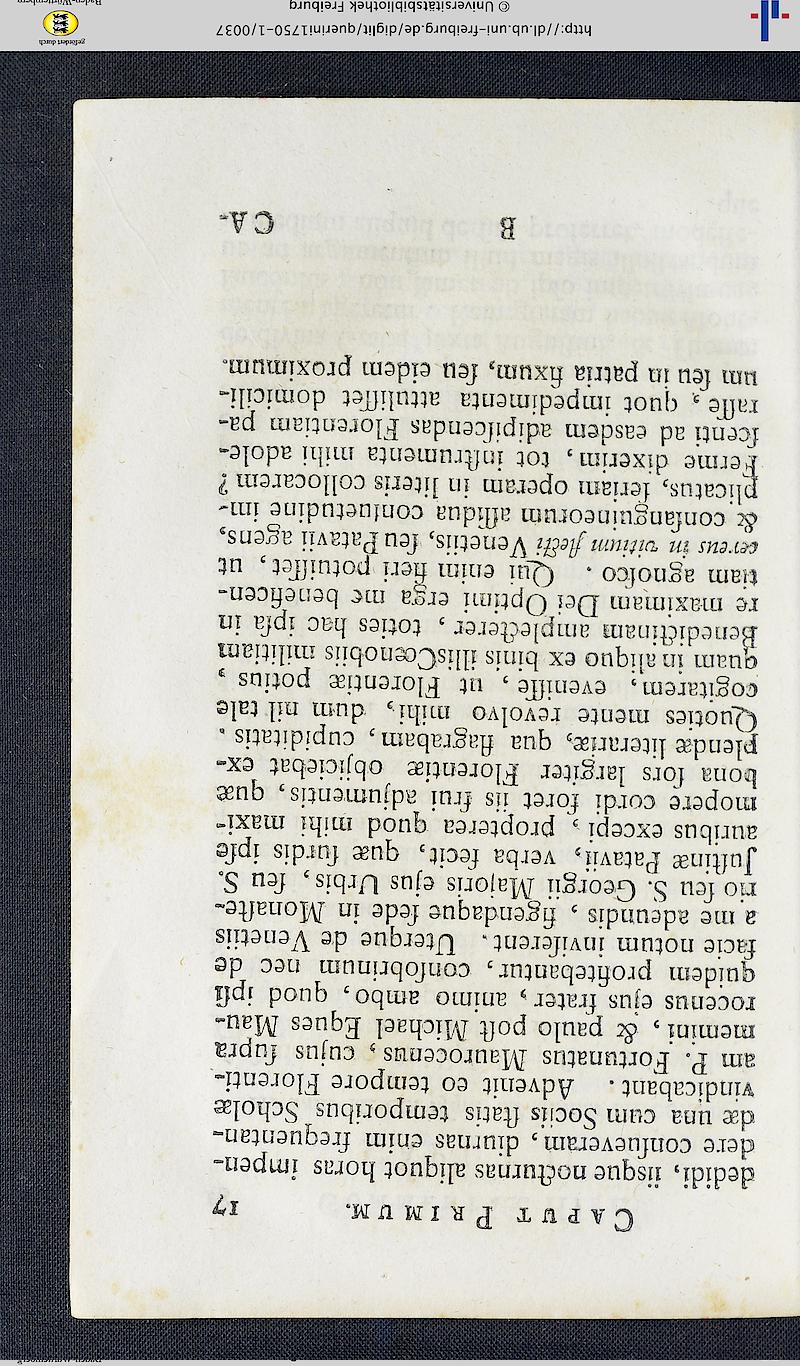 CAPUT PRIMUM. 17
dedidi, iisque nocturnas aliquot horas impen-
dere consueveram, diurnas enim frequentan-
dæ una cum Sociis statis temporibus Scholæ
vindicabant. Advenit eo tempore Florenti-
am P. Fortunatus Maurocenus, cujus supra
memini, & paulo post Michael Eques Mau-
rocenus ejus frater, animo ambo, quod ipsi
quidem profitebantur, consobrinum nec de
facie notum inviserent. Uterque de Venetiis
a me adeundis, figendaque sede in Monaste-
rio seu S. Georgii Majoris ejus Urbis, seu S.
Justinæ Patavii, verba fecit, quæ surdis ipse
auribus excepi, propterea quod mihi maxi-
mopere cordi foret iis frui adjumentis, quæ
bona sors largiter Florentiæ objiciebat ex-
plendæ literariæ, qua flagrabam, cupiditatis.
Quoties mente revolvo mihi, dum nil tale
cogitarem, evenisse, ut Florentiæ potius,
quam in aliquo ex binis illis Cœnobiis militiam
Benedictinam amplecterer, toties hac ipsa in
re maximam Dei Optimi erga me beneficen-
tiam agnosco. Qui enim fieri potuisset, ut
cereus in vitium flecti Venetiis, seu Patavii agens,
& consanguineorum assidua consuetudine im-
plicatus, seriam operam in literis collocarem?
Ferme dixerim, tot instrumenta mihi adole-
scenti ad easdem adipiscendas Florentiam pa-
rasse, quot impedimenta attulisset domicili-
um seu in patria fixum, seu eidem proximum.
B CA-
http://dl.ub.uni-freiburg.de/diglit/querini1750-1/0037
© Universitätsbibliothek Freiburg
gefördert durch
Baden-Württemberg